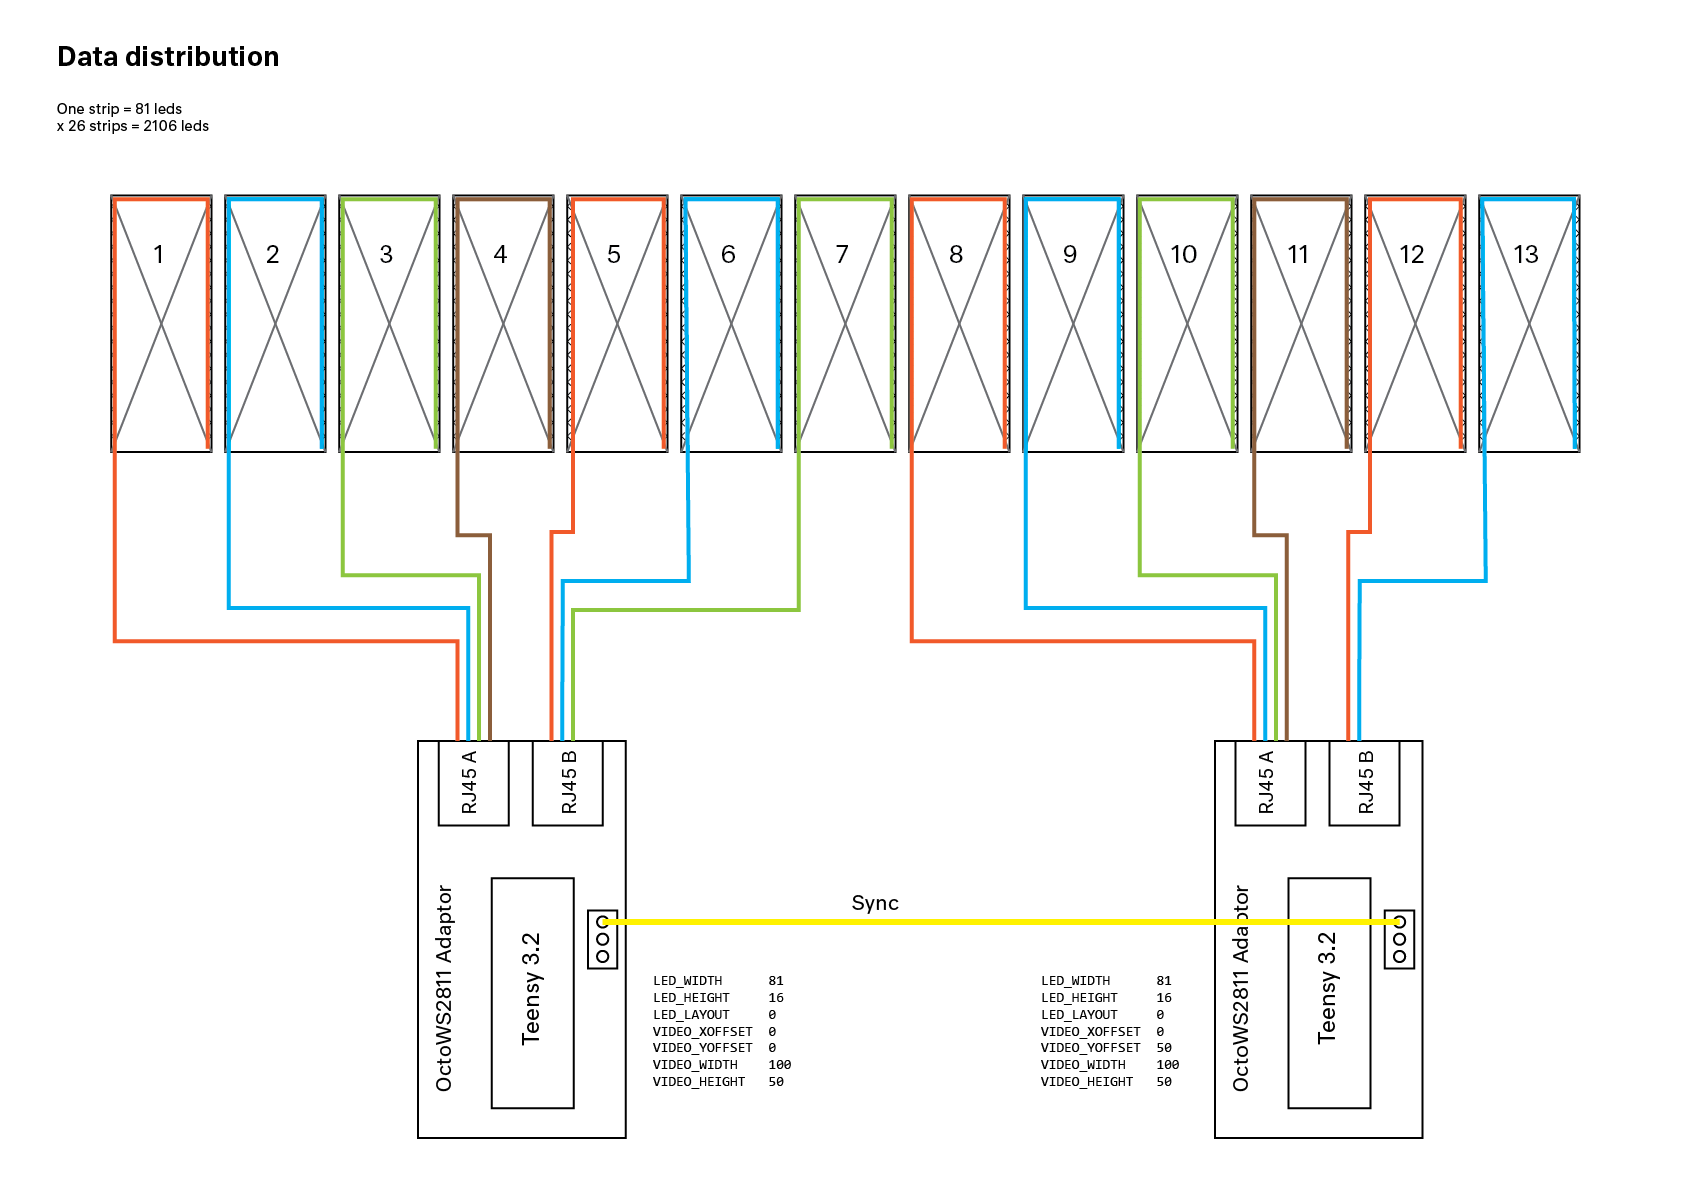 Data distribution
One strip = 81 leds
x 26 strips = 2106 leds
1 2 3 4 5 6 7 8 9 10 11 12 13
RJ45 A
RJ45 B
RJ45 A
RJ45 B
OctoWS2811 Adaptor
Teensy 3.2
Sync
OctoWS2811 Adaptor
Teensy 3.2
LED_WIDTH 81
LED_HEIGHT 16
LED_LAYOUT 0
VIDEO_XOFFSET 0
VIDEO_YOFFSET 0
VIDEO_WIDTH 100
VIDEO_HEIGHT 50
LED_WIDTH 81
LED_HEIGHT 16
LED_LAYOUT 0
VIDEO_XOFFSET 0
VIDEO_YOFFSET 50
VIDEO_WIDTH 100
VIDEO_HEIGHT 50